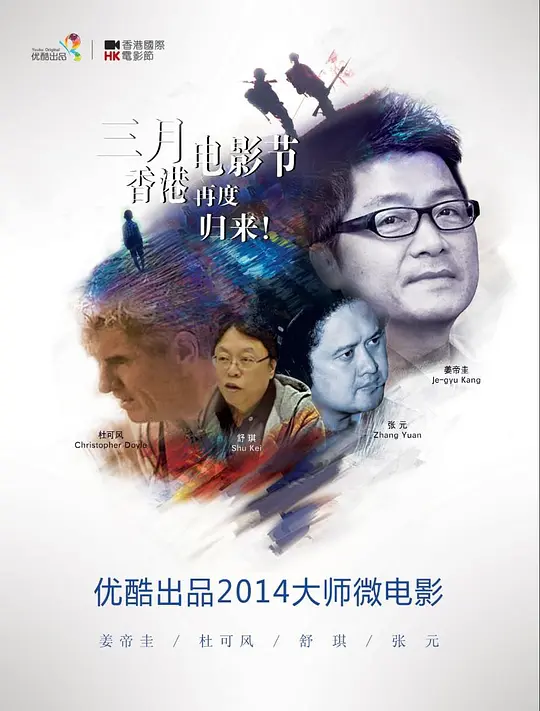 Youku Original
优酷出品
香港國際
HK 電影節
三月电影节
香港再度
归来!
姜帝圭
Je-gyu Kang
张 元
Zhang Yuan
杜可风
Christopher Doyle
舒 琪
Shu Kei
优酷出品2014大师微电影
姜帝圭 / 杜可风 / 舒 琪 / 张 元